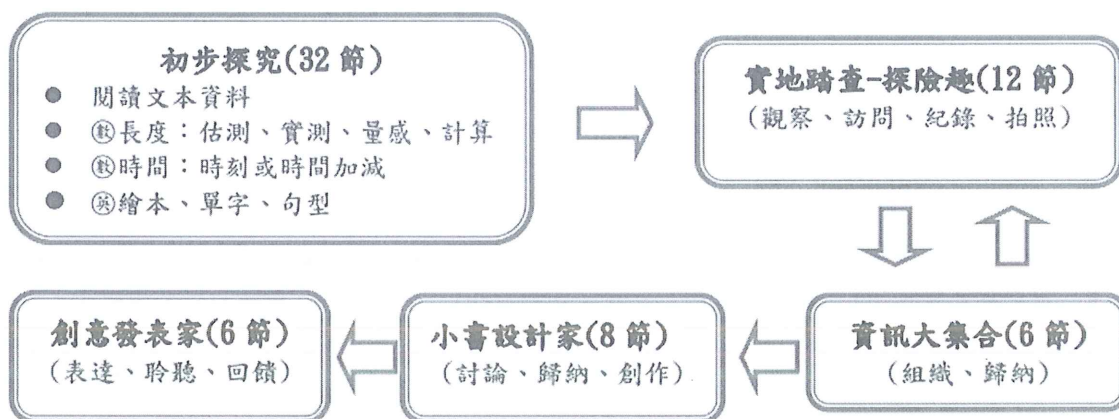 初步探究(32 節)
● 閱讀文本資料
● ㊫長度：估測、實測、量感、計算
● ㊫時間：時刻或時間加減
● ㊫繪本、單字、句型
實地踏查-探險趣(12 節)
(觀察、訪問、紀錄、拍照)
資訊大集合(6 節)
(組織、歸納)
小書設計家(8 節)
(討論、歸納、創作)
創意發表家(6 節)
(表達、聆聽、回饋)